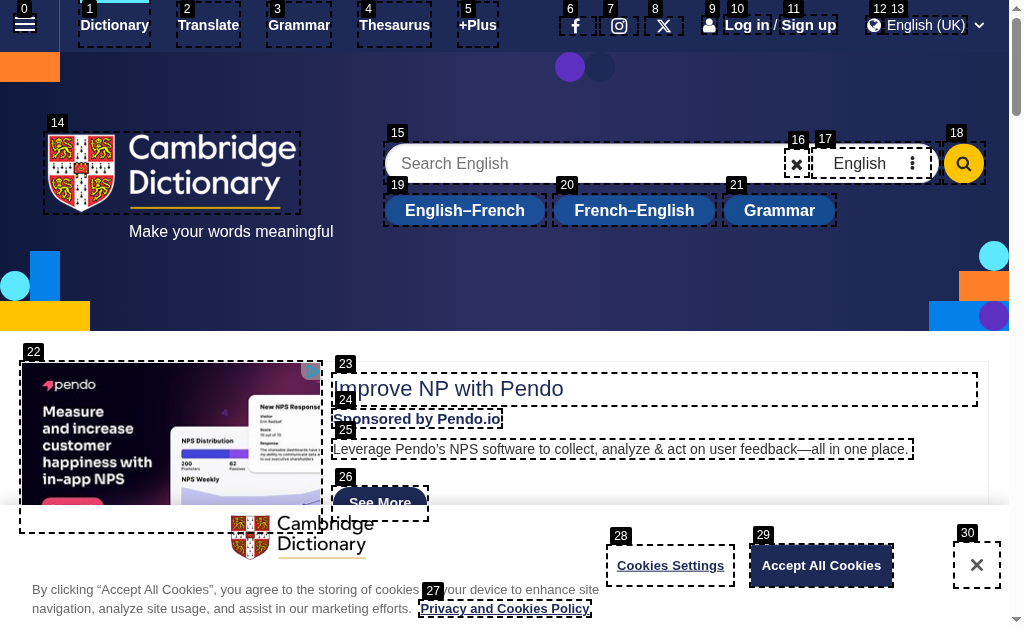 0 1 2 3 4 5 6 7 8 9 10 11 12 13
Dictionary Translate Grammar Thesaurus +Plus Log in / Sign up English (UK)
14
Cambridge
Dictionary
Make your words meaningful
15 16 17 18
Search English English
19 20 21
English–French French–English Grammar
22
pendo
Measure
and increase
customer
happiness with
in-app NPS
New NPS Response
NPS Distribution
200 62
NPS Weekly
23
Improve NP with Pendo
24
Sponsored by Pendo.io
25
Leverage Pendo’s NPS software to collect, analyze & act on user feedback—all in one place.
26
See More
Cambridge
Dictionary
By clicking “Accept All Cookies”, you agree to the storing of cookies your device to enhance site
27
navigation, analyze site usage, and assist in our marketing efforts. Privacy and Cookies Policy
28 29 30
Cookies Settings Accept All Cookies